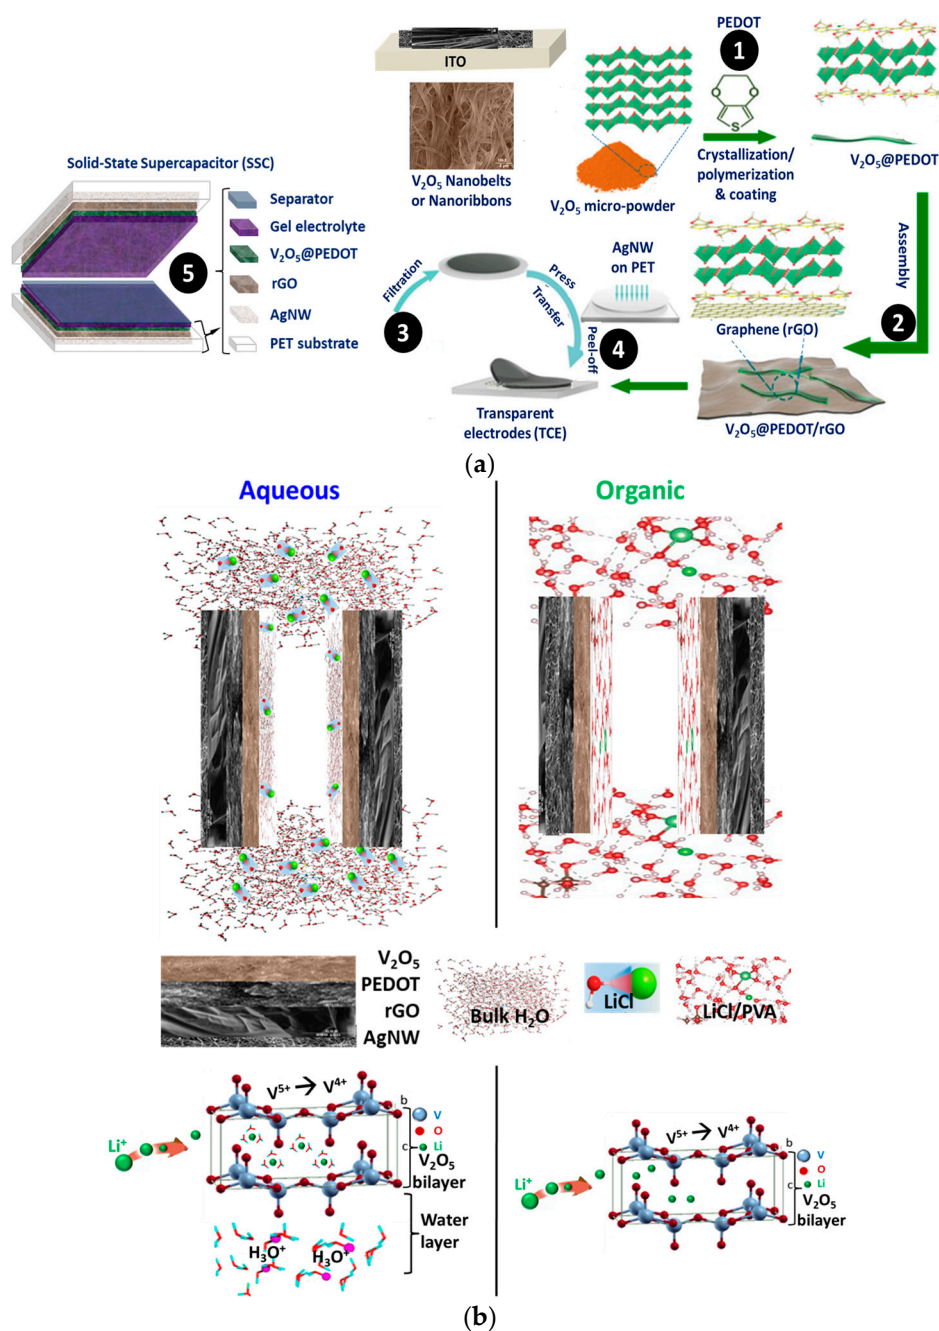 PEDOT
1
ITO
V₂O₅ Nanobelts
or Nanoribbons
V₂O₅ micro-powder
Crystallization/
polymerization
& coating
V₂O₅@PEDOT
Solid-State Supercapacitor (SSC)
Separator
Gel electrolyte
V₂O₅@PEDOT
rGO
AgNW
PET substrate
5
Filtration
3
Press
Transfer
Peel-off
AgNW
on PET
4
Transparent
electrodes (TCE)
Graphene (rGO)
V₂O₅@PEDOT/rGO
Assembly
2
(a)
Aqueous
Organic
V₂O₅
PEDOT
rGO
AgNW
Bulk H₂O
LiCl
LiCl/PVA
V⁵⁺ → V⁴⁺
b
V
O
c
Li
V₂O₅
bilayer
Li⁺
Water
layer
H₃O⁺
H₃O⁺
V⁵⁺ → V⁴⁺
b
V
O
c
Li
V₂O₅
bilayer
Li⁺
(b)